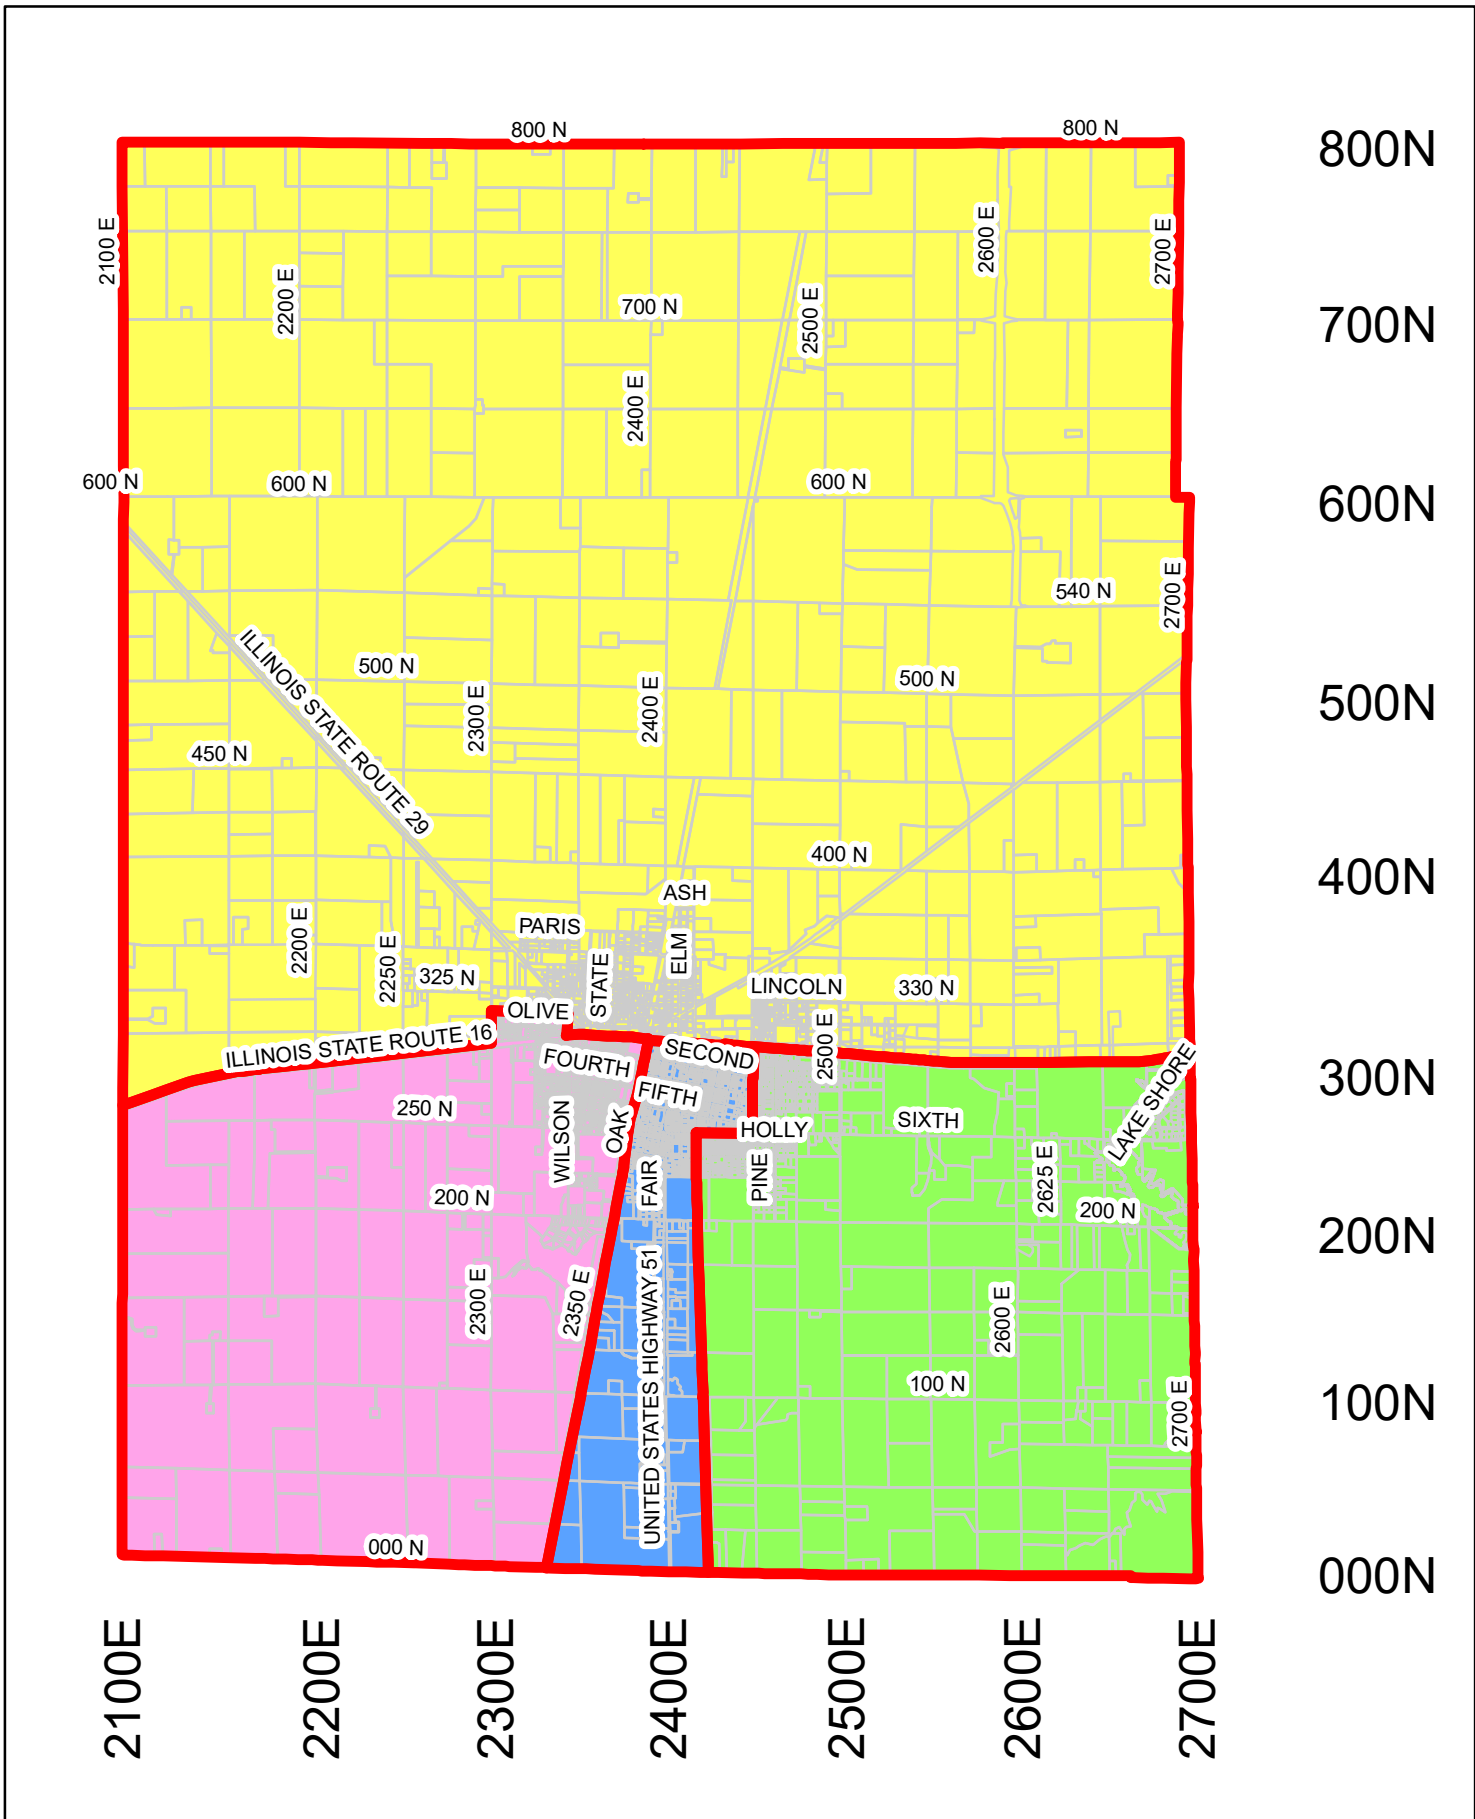 800 N
800 N
800N
2100 E
2600 E
2700 E
2200 E
700 N
2500 E
700N
2400 E
600 N
600 N
600 N
600N
540 N
2700 E
ILLINOIS STATE ROUTE 29
500 N
500 N
2300 E
2400 E
500N
450 N
400 N
400N
ASH
PARIS
2200 E
2250 E
ELM
STATE
325 N
LINCOLN
330 N
OLIVE
ILLINOIS STATE ROUTE 16
SECOND
2500 E
FOURTH
300N
LAKE SHORE
FIFTH
250 N
SIXTH
OAK
HOLLY
WILSON
2625 E
PINE
FAIR
200 N
200 N
200N
2300 E
2350 E
UNITED STATES HIGHWAY 51
2600 E
100 N
2700 E
100N
000 N
000N
2100E
2200E
2300E
2400E
2500E
2600E
2700E